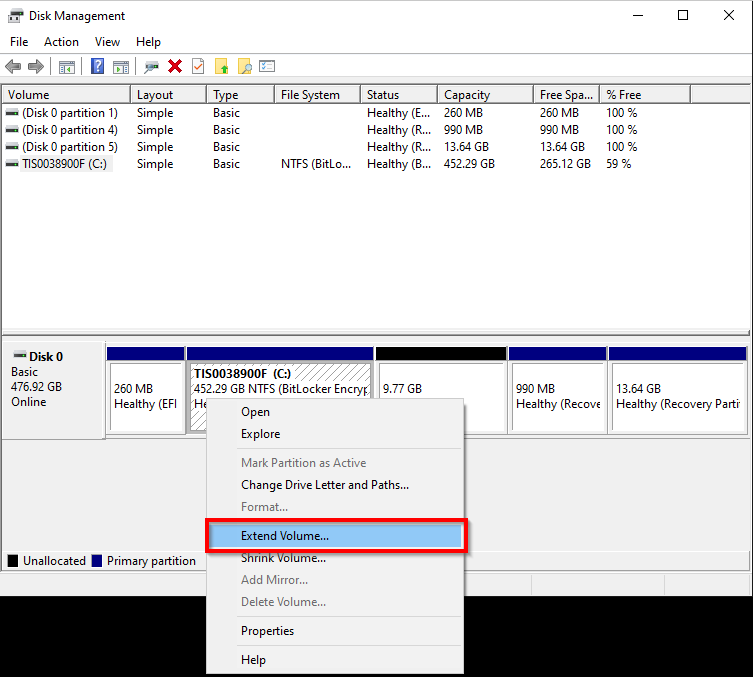 Disk Management
File Action View Help
Volume Layout Type File System Status Capacity Free Spa... % Free
(Disk 0 partition 1) Simple Basic Healthy (E... 260 MB 260 MB 100 %
(Disk 0 partition 4) Simple Basic Healthy (R... 990 MB 990 MB 100 %
(Disk 0 partition 5) Simple Basic Healthy (R... 13.64 GB 13.64 GB 100 %
TIS0038900F (C:) Simple Basic NTFS (BitLo... Healthy (B... 452.29 GB 265.12 GB 59 %
Disk 0
Basic
476.92 GB
Online
260 MB
Healthy (EFI
TIS0038900F (C:)
452.29 GB NTFS (BitLocker Encryp
He
9.77 GB
990 MB
Healthy (Recove
13.64 GB
Healthy (Recovery Parti
Open
Explore
Mark Partition as Active
Change Drive Letter and Paths...
Format...
Extend Volume...
Shrink Volume...
Add Mirror...
Delete Volume...
Properties
Help
Unallocated Primary partition